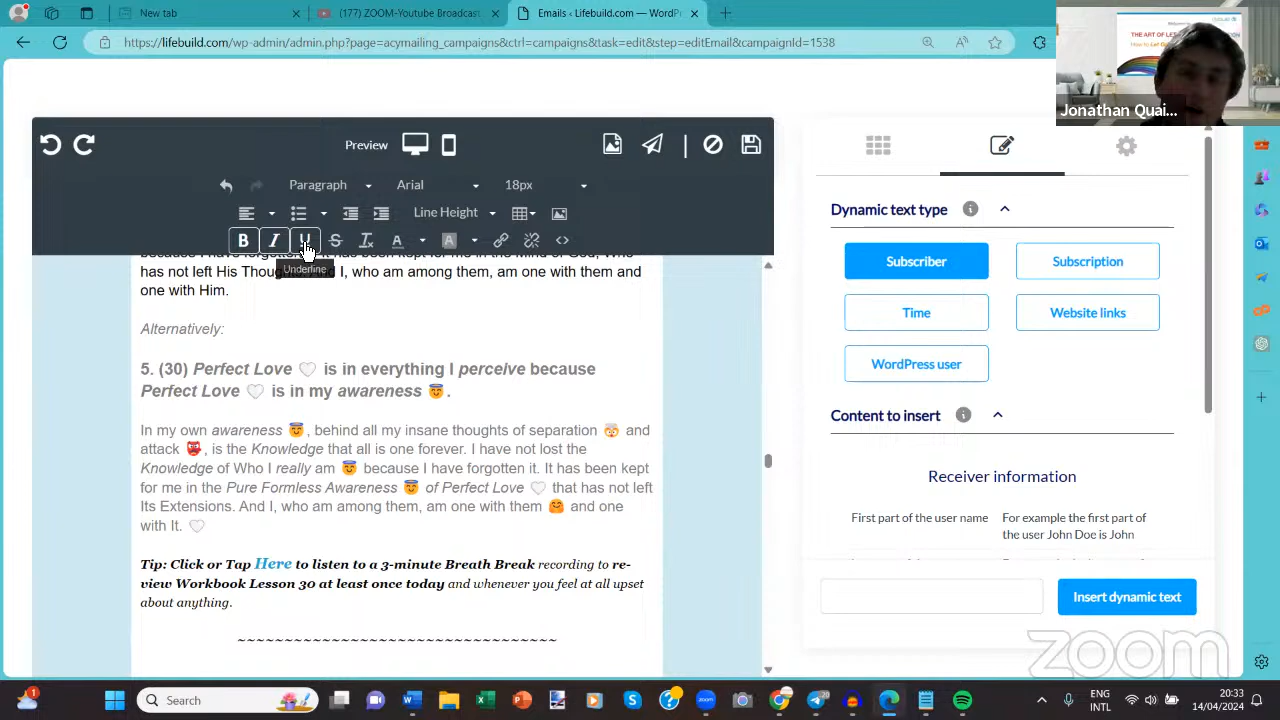 New tab
(177) ZOOM-Youtube Broadcast
Emails ‹ Lifebuild.com — WordPr
https://lifebuild.com/wp-admin/admin.php?page=acymail
ctrl=campaigns&task=edit&step=editEmail&campaignId=1538
THE ART OF
Jonathan Quai...
Preview
Paragraph
Arial
18px
Line Height
Underline
has not left His Thoug
I, who am among them, am one with them and
one with Him.
Alternatively:
5. (30) Perfect Love 🤍 is in everything I perceive because
Perfect Love 🤍 is in my awareness 😇.
In my own awareness 😇, behind all my insane thoughts of separation 🤯 and
attack 👺, is the Knowledge that all is one forever. I have not lost the
Knowledge of Who I really am 😇 because I have forgotten it. It has been kept
for me in the Pure Formless Awareness 😇 of Perfect Love 🤍 that has not left
Its Extensions. And I, who am among them, am one with them 🤗 and one
with It. 🤍
Tip: Click or Tap Here to listen to a 3-minute Breath Break recording to re-
view Workbook Lesson 30 at least once today and whenever you feel at all upset
about anything.
~~~~~~~~~~~~~~~~~~~~~~~~~~~~~~
Dynamic text type
Subscriber
Subscription
Time
Website links
WordPress user
Content to insert
Receiver information
First part of the user name
For example the first part of
the user John Doe is John
Insert dynamic text
zoom
Search
ENG
INTL
20:33
14/04/2024